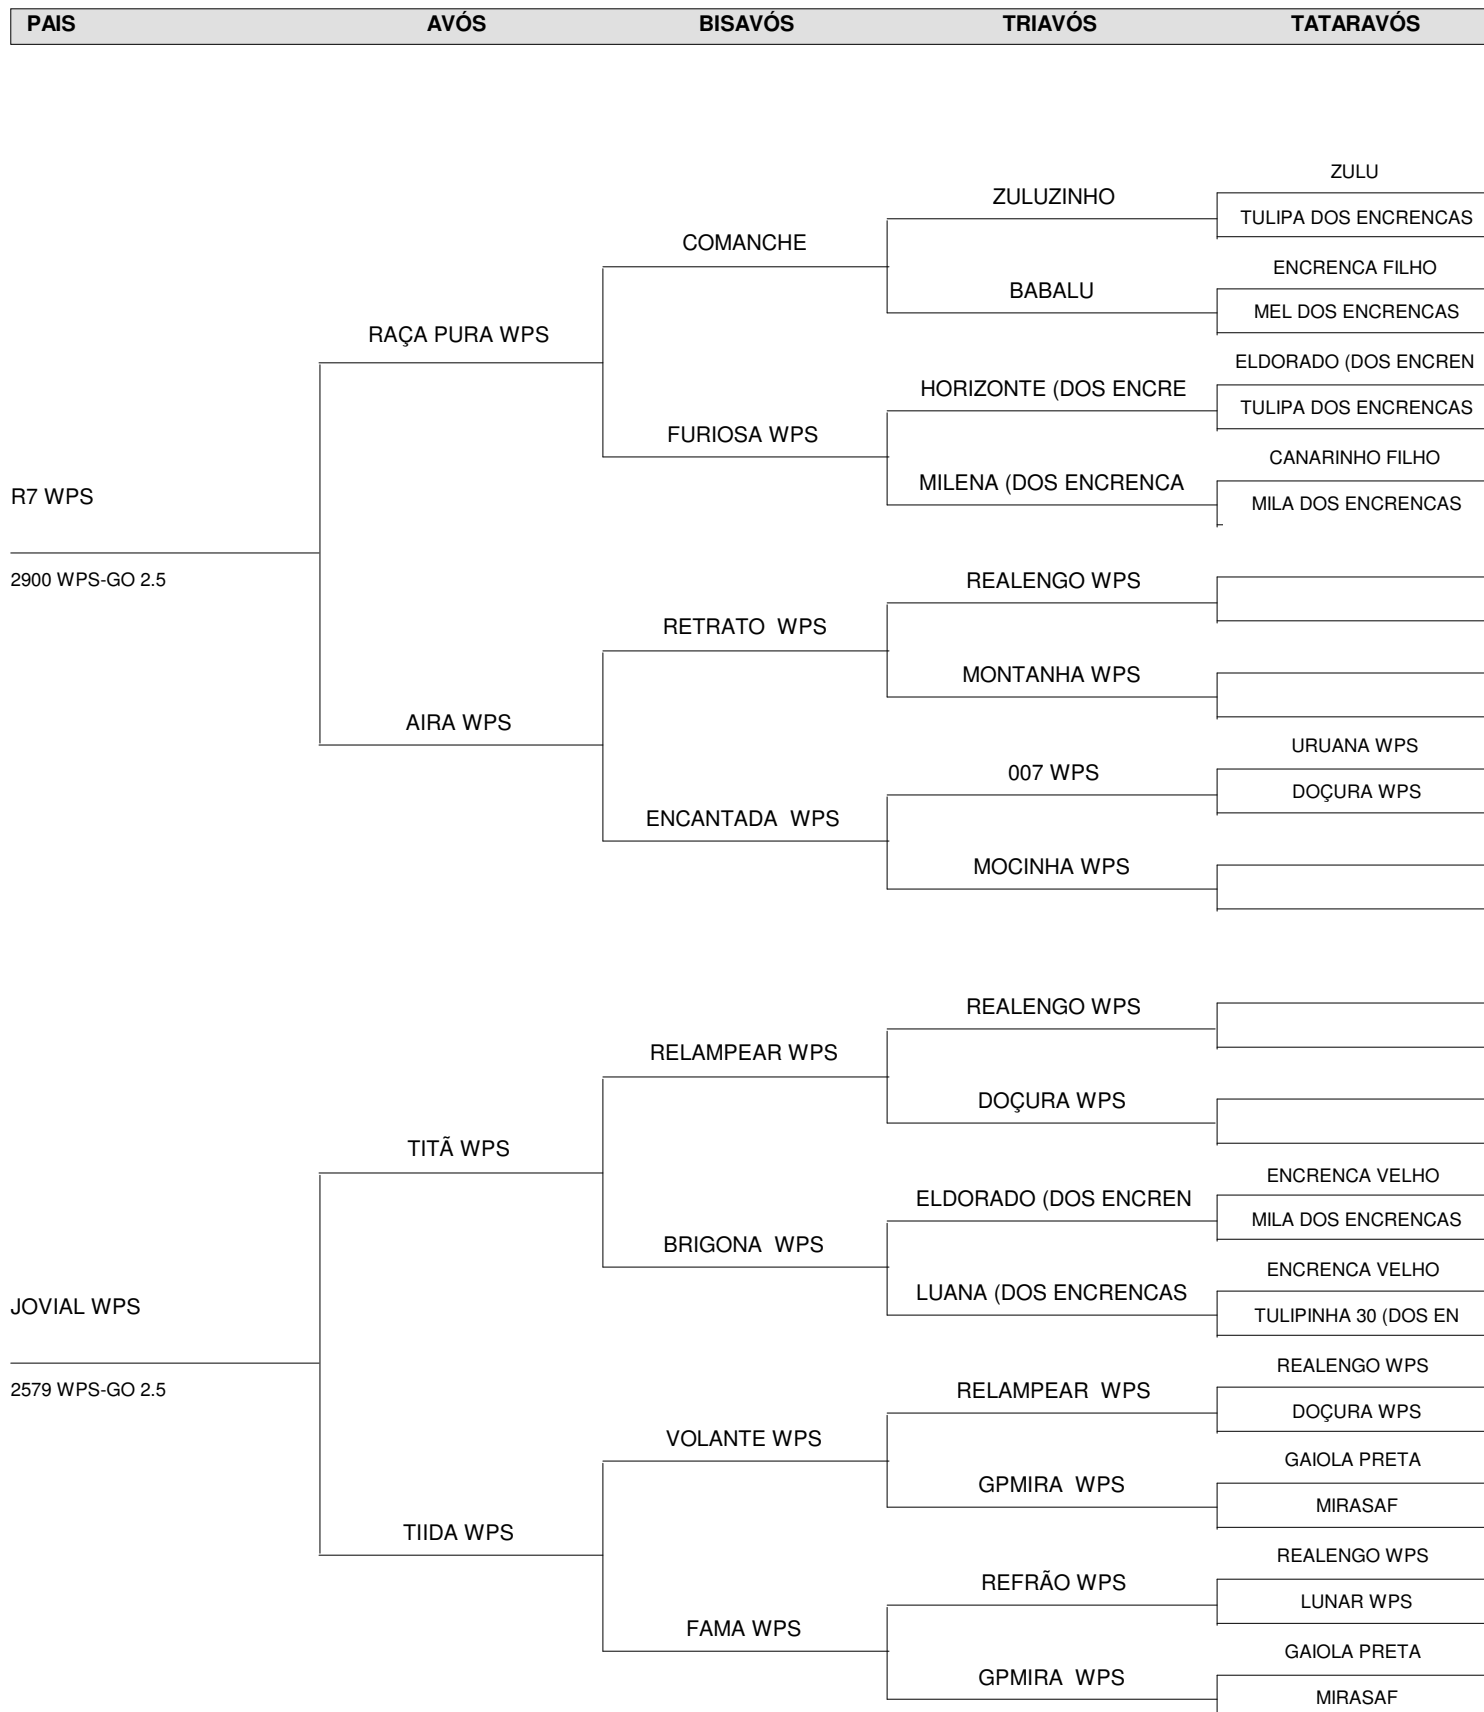 PAIS AVÓS BISAVÓS TRIAVÓS TATARAVÓS
ZULU
ZULUZINHO
TULIPA DOS ENCRENCAS
COMANCHE
ENCRENCA FILHO
BABALU
MEL DOS ENCRENCAS
RAÇA PURA WPS
ELDORADO (DOS ENCREN
HORIZONTE (DOS ENCRE
TULIPA DOS ENCRENCAS
FURIOSA WPS
CANARINHO FILHO
MILENA (DOS ENCRENCA
R7 WPS
MILA DOS ENCRENCAS
2900 WPS-GO 2.5
REALENGO WPS
RETRATO WPS
MONTANHA WPS
AIRA WPS
URUANA WPS
007 WPS
DOÇURA WPS
ENCANTADA WPS
MOCINHA WPS
REALENGO WPS
RELAMPEAR WPS
DOÇURA WPS
TITÃ WPS
ENCRENCA VELHO
ELDORADO (DOS ENCREN
MILA DOS ENCRENCAS
BRIGONA WPS
ENCRENCA VELHO
LUANA (DOS ENCRENCAS
JOVIAL WPS
TULIPINHA 30 (DOS EN
REALENGO WPS
2579 WPS-GO 2.5
RELAMPEAR WPS
DOÇURA WPS
VOLANTE WPS
GAIOLA PRETA
GPMIRA WPS
MIRASAF
TIIDA WPS
REALENGO WPS
REFRÃO WPS
LUNAR WPS
FAMA WPS
GAIOLA PRETA
GPMIRA WPS
MIRASAF